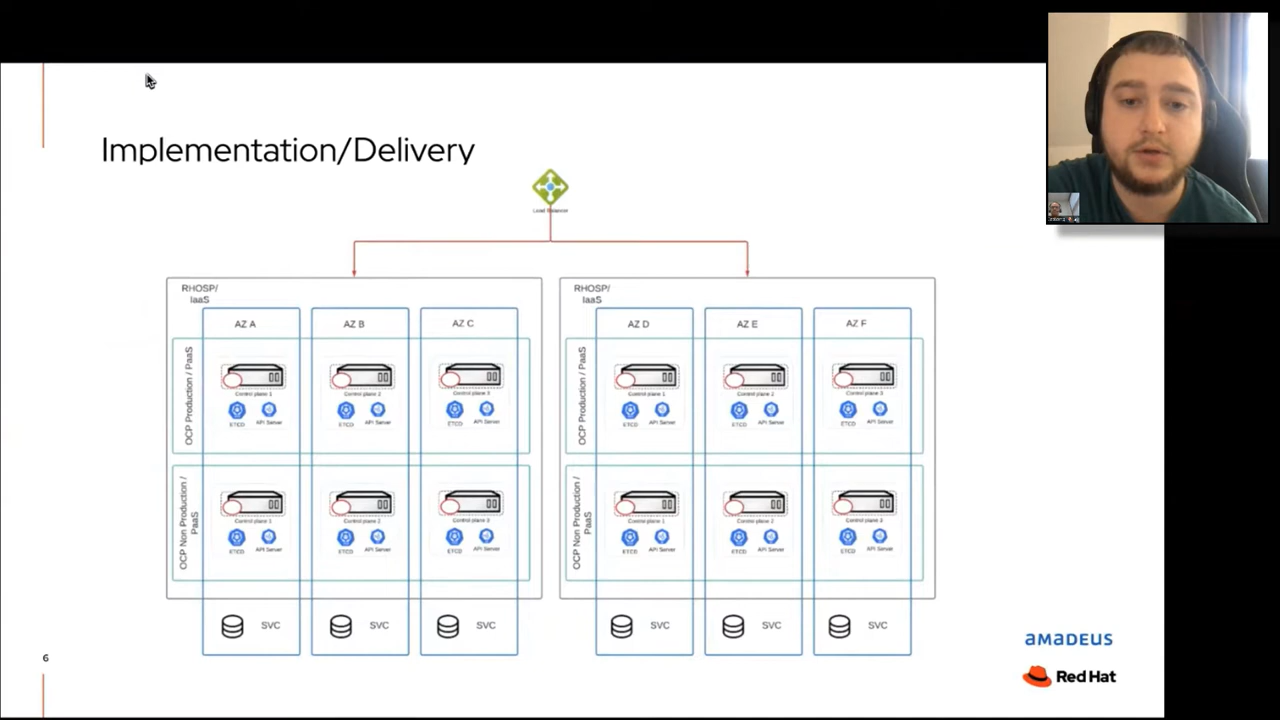 Implementation/Delivery
Load Balancer
RHOSP/
IaaS
AZ A
AZ B
AZ C
OCP Production / PaaS
Control plane 1
ETCD
API Server
Control plane 2
ETCD
API Server
Control plane 3
ETCD
API Server
OCP Non Production /
PaaS
Control plane 1
ETCD
API Server
Control plane 2
ETCD
API Server
Control plane 3
ETCD
API Server
SVC
SVC
SVC
RHOSP/
IaaS
AZ D
AZ E
AZ F
OCP Production / PaaS
Control plane 1
ETCD
API Server
Control plane 2
ETCD
API Server
Control plane 3
ETCD
API Server
OCP Non Production /
PaaS
Control plane 1
ETCD
API Server
Control plane 2
ETCD
API Server
Control plane 3
ETCD
API Server
SVC
SVC
SVC
6
amadeus
Red Hat